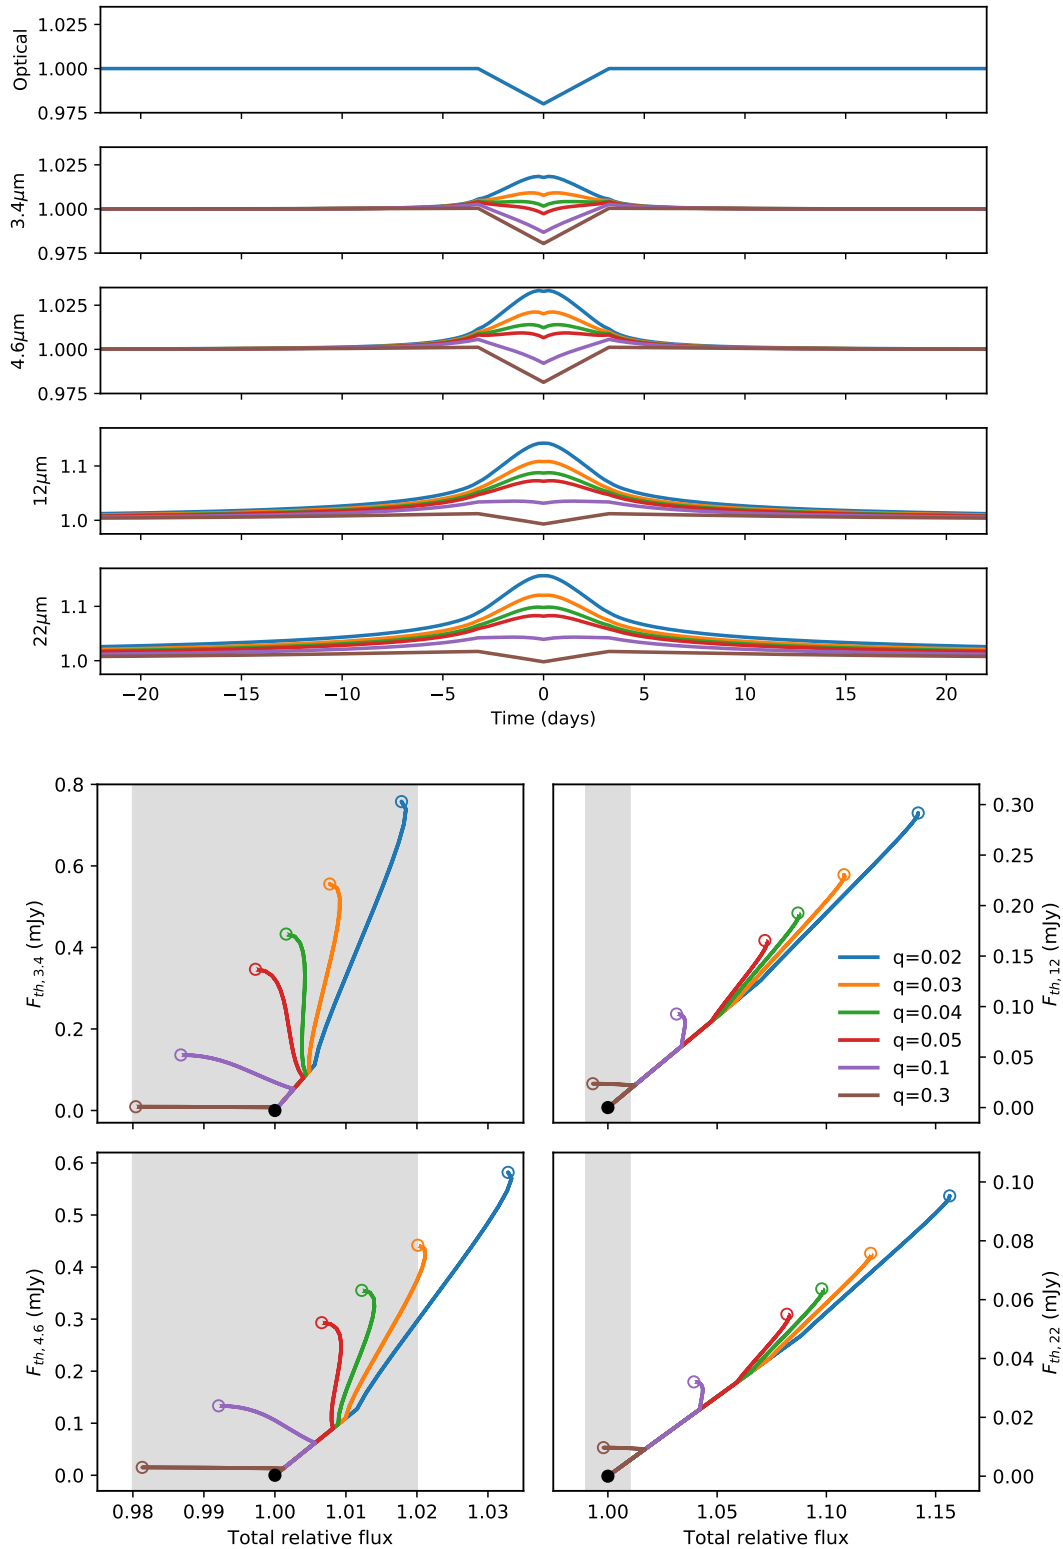 Optical
1.025
1.000
0.975
3.4μm
1.025
1.000
0.975
4.6μm
1.025
1.000
0.975
12μm
1.1
1.0
22μm
1.1
1.0
−20 −15 −10 −5 0 5 10 15 20
Time (days)
F_th,3.4 (mJy)
0.8
0.6
0.4
0.2
0.0
F_th,12 (mJy)
0.30
0.25
0.20
0.15
0.10
0.05
0.00
q=0.02
q=0.03
q=0.04
q=0.05
q=0.1
q=0.3
F_th,4.6 (mJy)
0.6
0.5
0.4
0.3
0.2
0.1
0.0
0.98 0.99 1.00 1.01 1.02 1.03
Total relative flux
F_th,22 (mJy)
0.10
0.08
0.06
0.04
0.02
0.00
1.00 1.05 1.10 1.15
Total relative flux